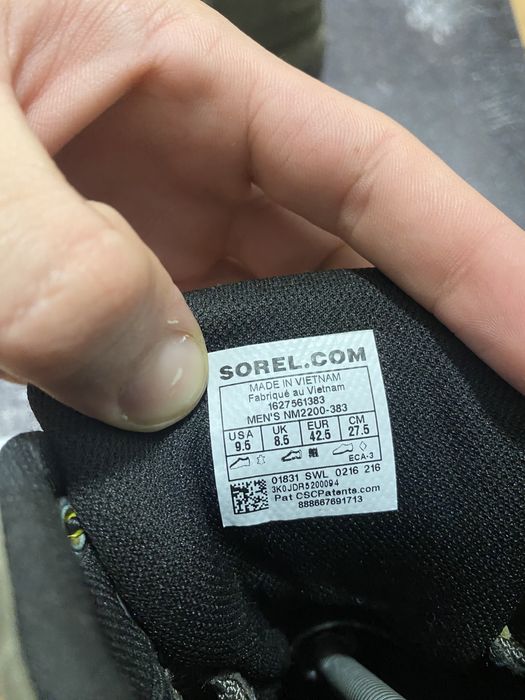 SOREL.COM
MADE IN VIETNAM
Fabriqué au Vietnam
1627561383
MEN'S NM2200-383
USA UK EUR CM
9.5 8.5 42.5 27.5
ECA-3
01831 SWL 0216 216
3K0JDR5200094
Pat CSCPatents.com
888667691713